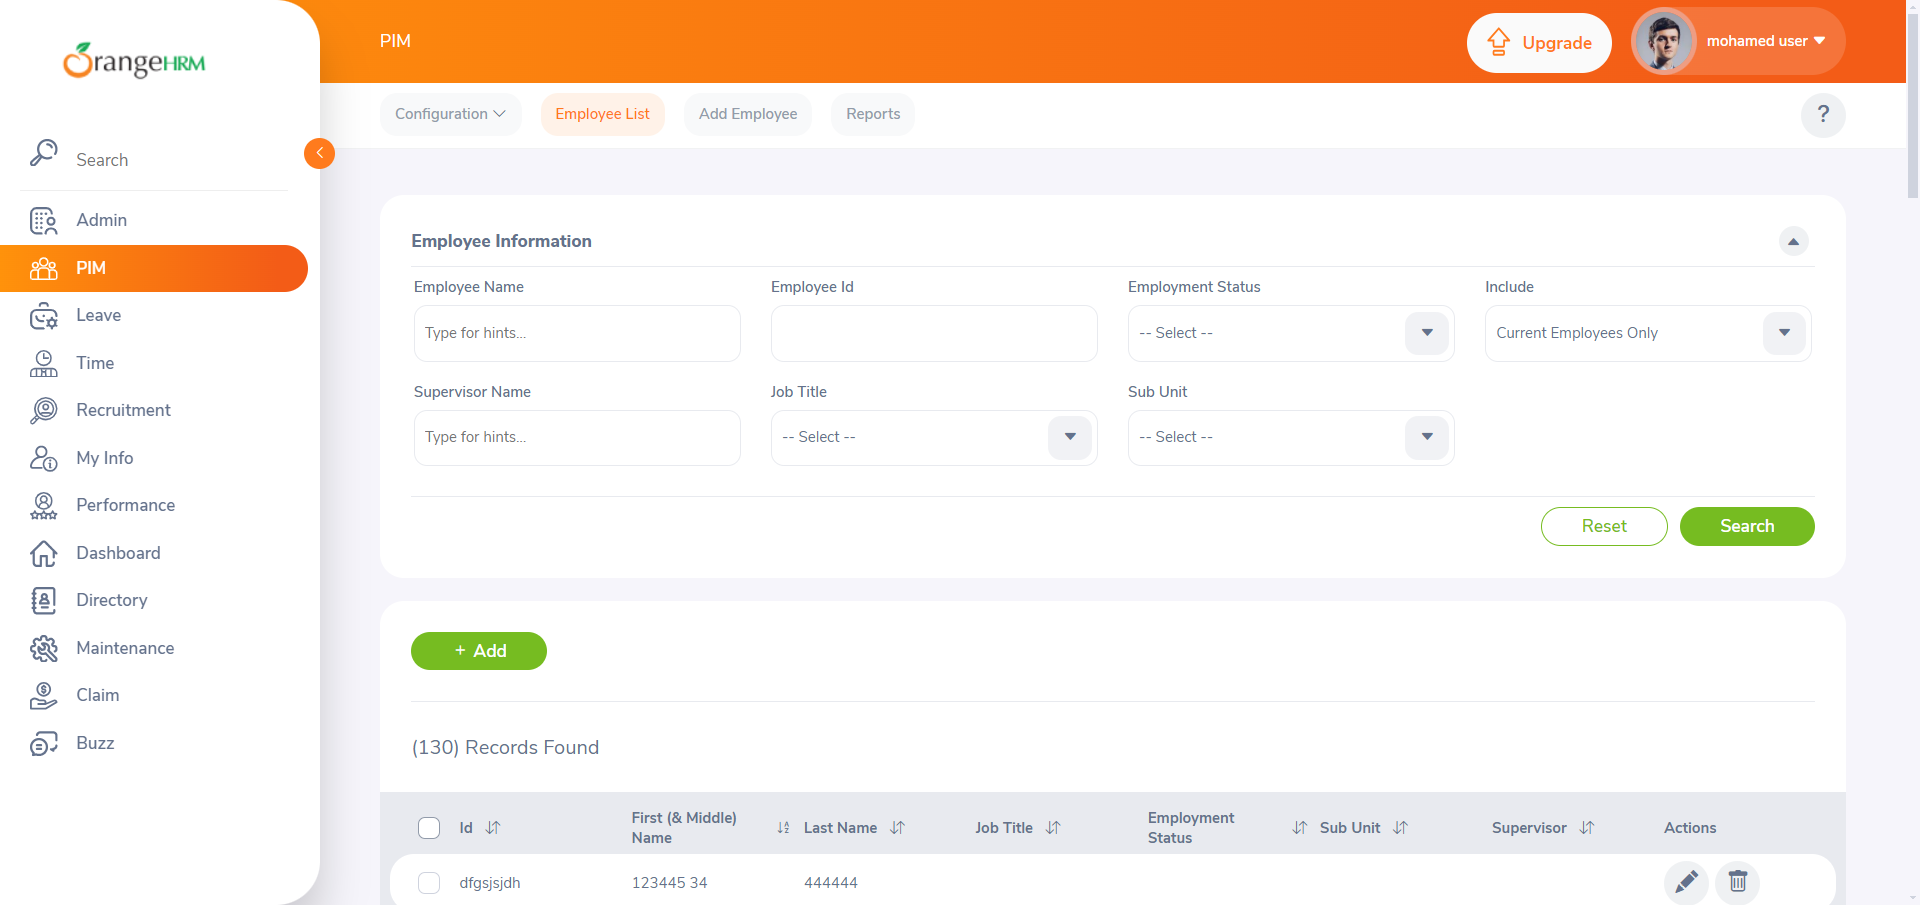 OrangeHRM
PIM
Upgrade
mohamed user
Configuration
Employee List
Add Employee
Reports
?
Search
Admin
PIM
Leave
Time
Recruitment
My Info
Performance
Dashboard
Directory
Maintenance
Claim
Buzz
Employee Information
Employee Name
Employee Id
Employment Status
Include
Type for hints...
-- Select --
Current Employees Only
Supervisor Name
Job Title
Sub Unit
Type for hints...
-- Select --
-- Select --
Reset
Search
+ Add
(130) Records Found
Id
First (& Middle)
Name
Last Name
Job Title
Employment
Status
Sub Unit
Supervisor
Actions
dfgsjsjdh
123445 34
444444